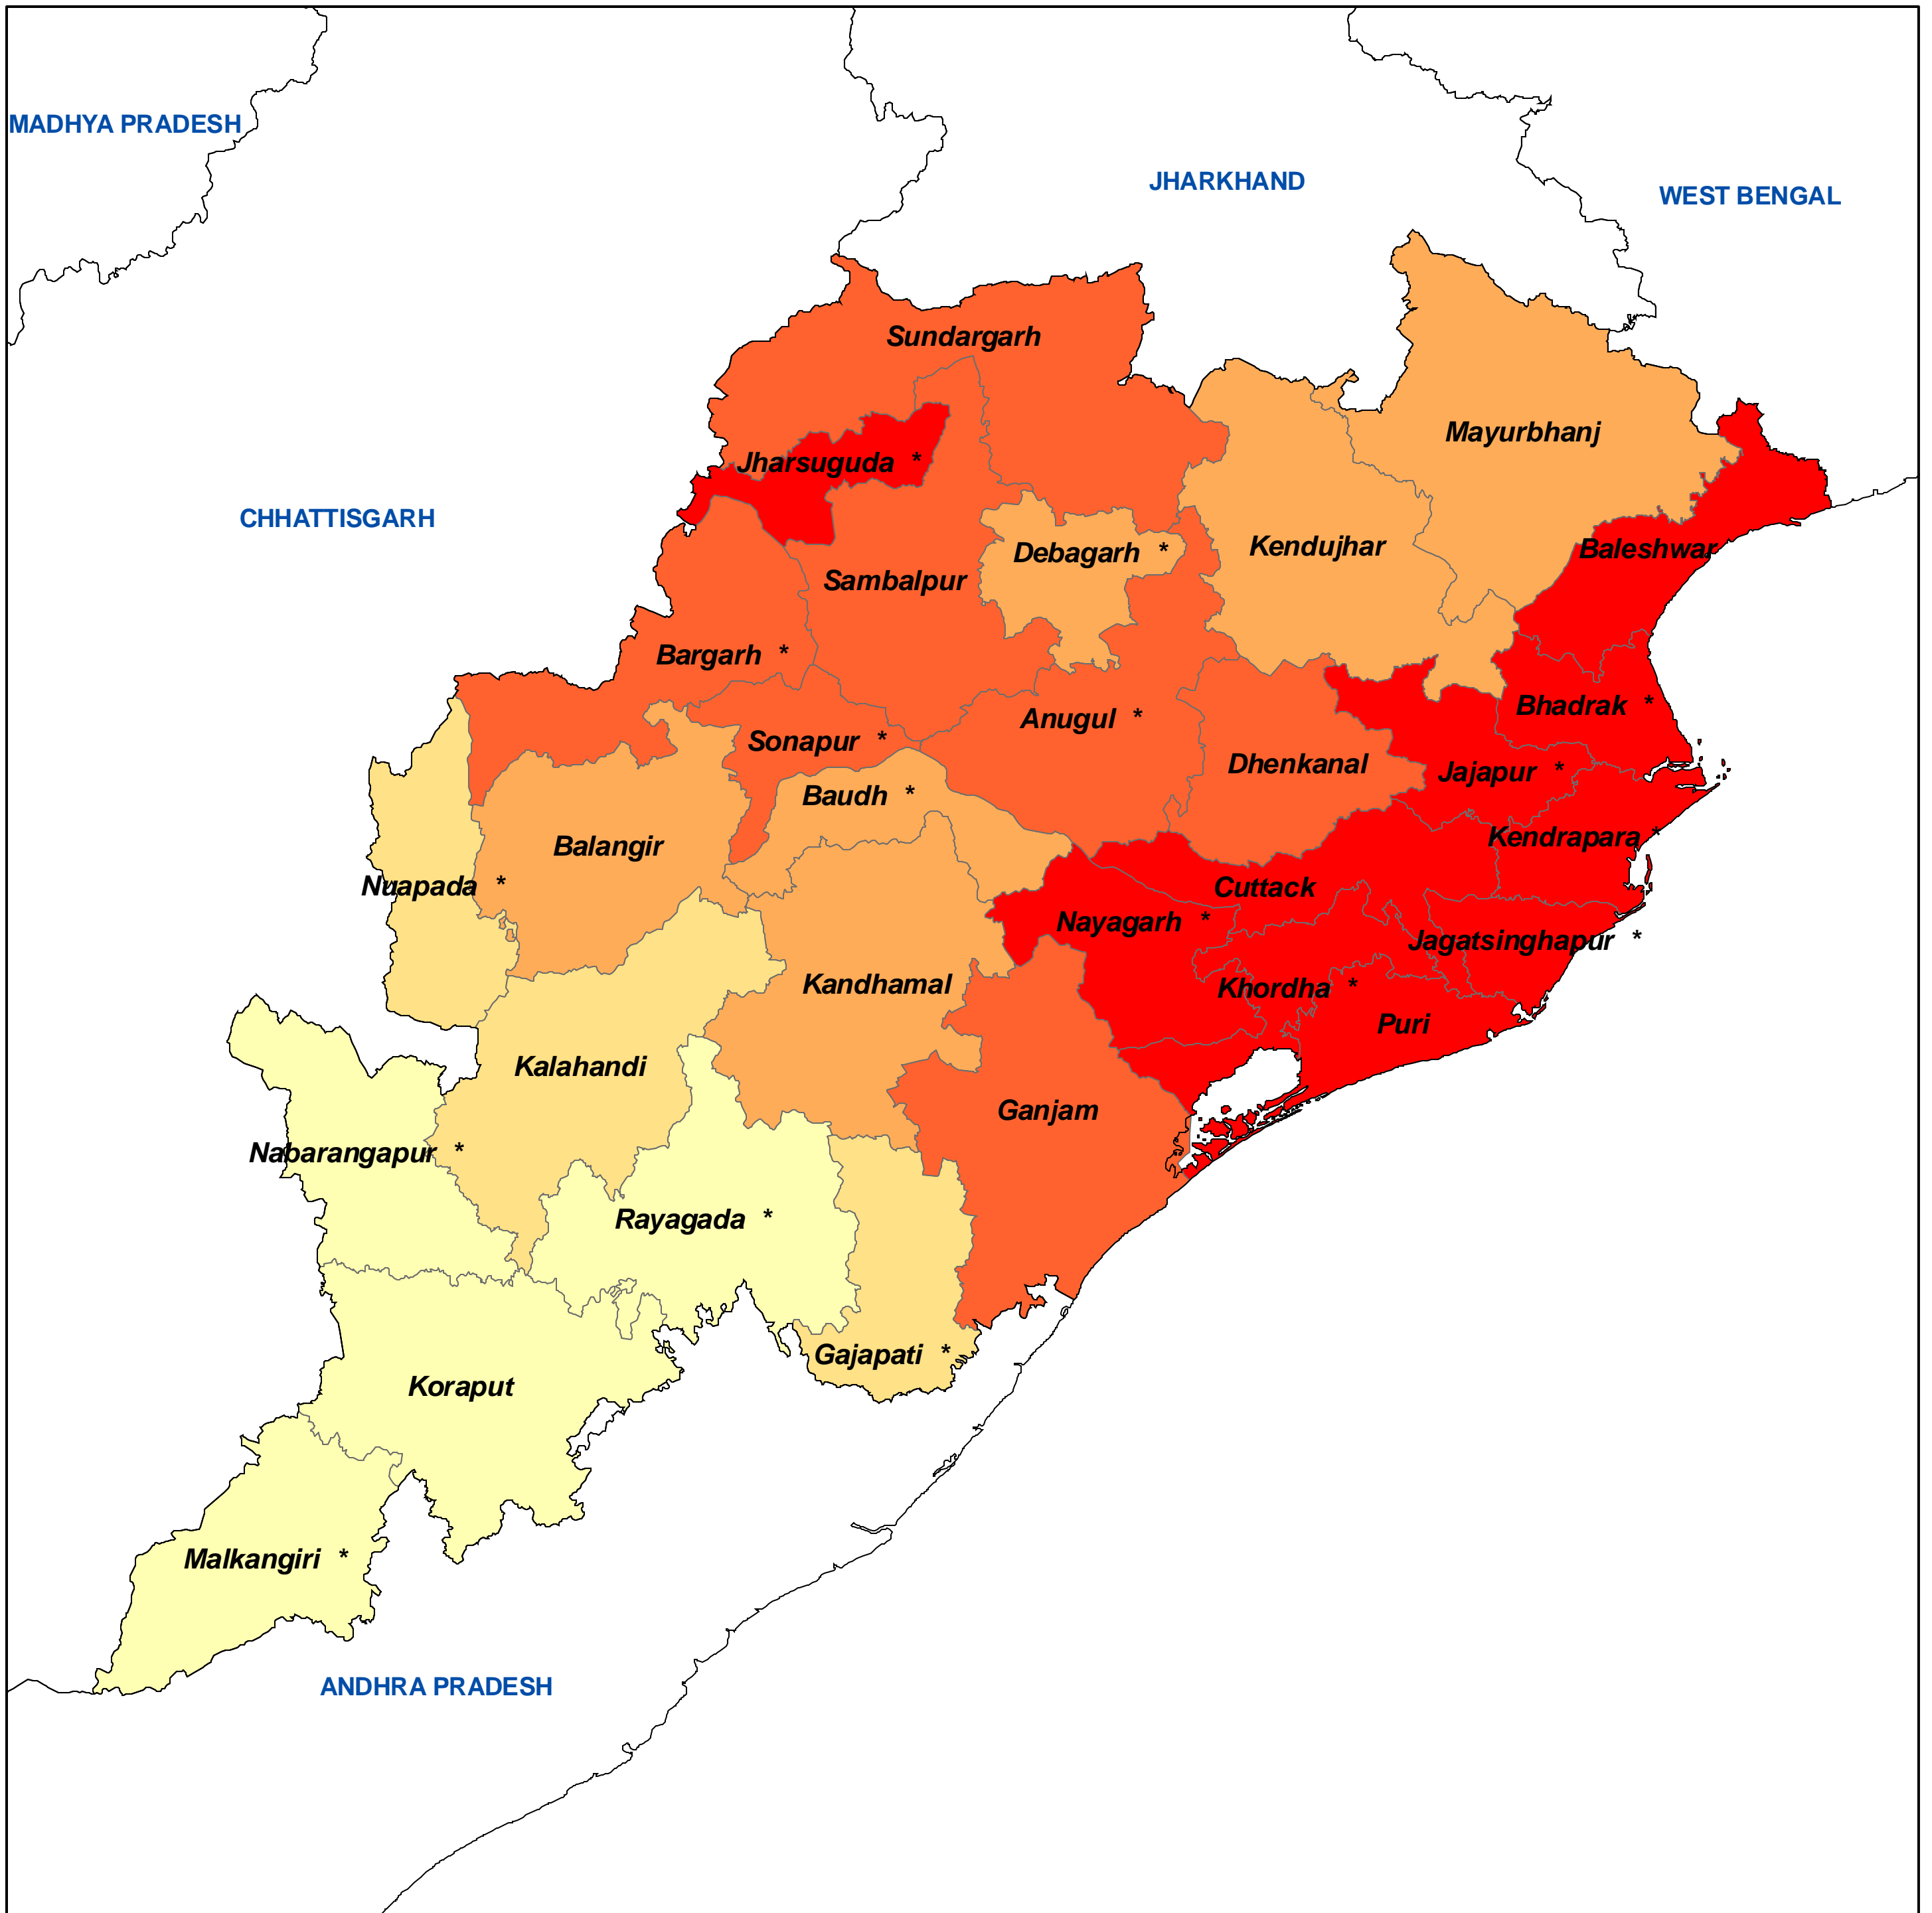 MADHYA PRADESH
JHARKHAND
WEST BENGAL
Sundargarh
Mayurbhanj
Jharsuguda *
CHHATTISGARH
Kendujhar
Baleshwar
Debagarh *
Sambalpur
Bargarh *
Bhadrak *
Anugul *
Sonapur *
Dhenkanal
Jajapur *
Baudh *
Kendrapara *
Balangir
Nuapada *
Cuttack
Nayagarh *
Jagatsinghapur *
Kandhamal
Khordha *
Puri
Kalahandi
Ganjam
Nabarangapur *
Rayagada *
Gajapati *
Koraput
Malkangiri *
ANDHRA PRADESH